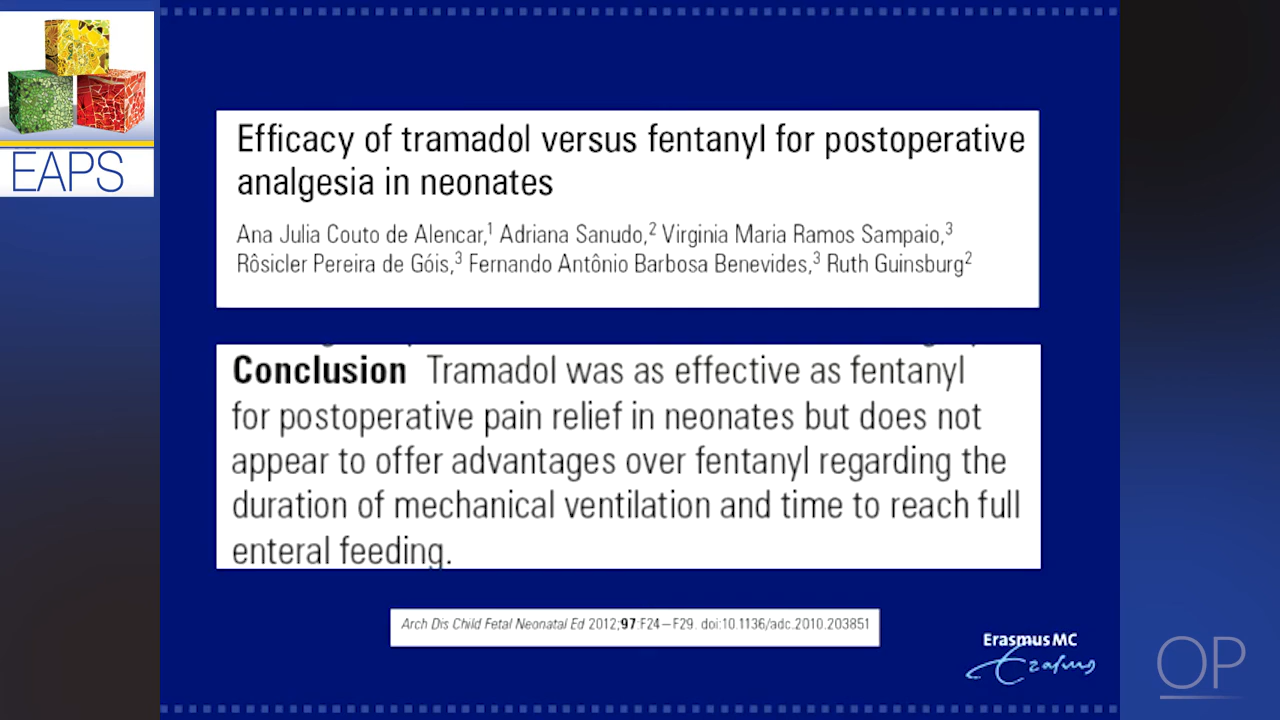 EAPS
Efficacy of tramadol versus fentanyl for postoperative
analgesia in neonates
Ana Julia Couto de Alencar,¹ Adriana Sanudo,² Virginia Maria Ramos Sampaio,³
Rôsicler Pereira de Góis,³ Fernando Antônio Barbosa Benevides,³ Ruth Guinsburg²
Conclusion Tramadol was as effective as fentanyl
for postoperative pain relief in neonates but does not
appear to offer advantages over fentanyl regarding the
duration of mechanical ventilation and time to reach full
enteral feeding.
Arch Dis Child Fetal Neonatal Ed 2012;97:F24–F29. doi:10.1136/adc.2010.203851
Erasmus MC
Erasmus
OP